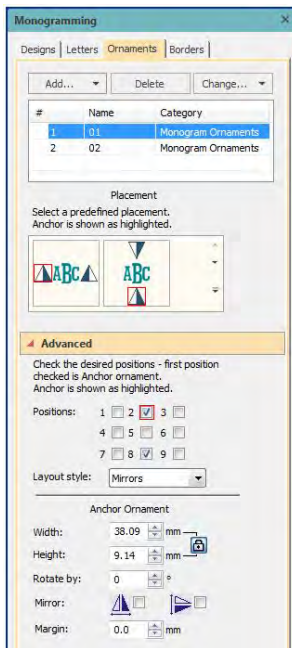 Monogramming ×
Designs Letters Ornaments Borders
Add... Delete Change...
# Name Category
1 01 Monogram Ornaments
2 02 Monogram Ornaments
Placement
Select a predefined placement.
Anchor is shown as highlighted.
ABC ABC
Advanced
Check the desired positions - first position
checked is Anchor ornament.
Anchor is shown as highlighted.
Positions: 1 2 3
4 5 6
7 8 9
Layout style: Mirrors
Anchor Ornament
Width: 38.09 mm
Height: 9.14 mm
Rotate by: 0 °
Mirror:
Margin: 0.0 mm